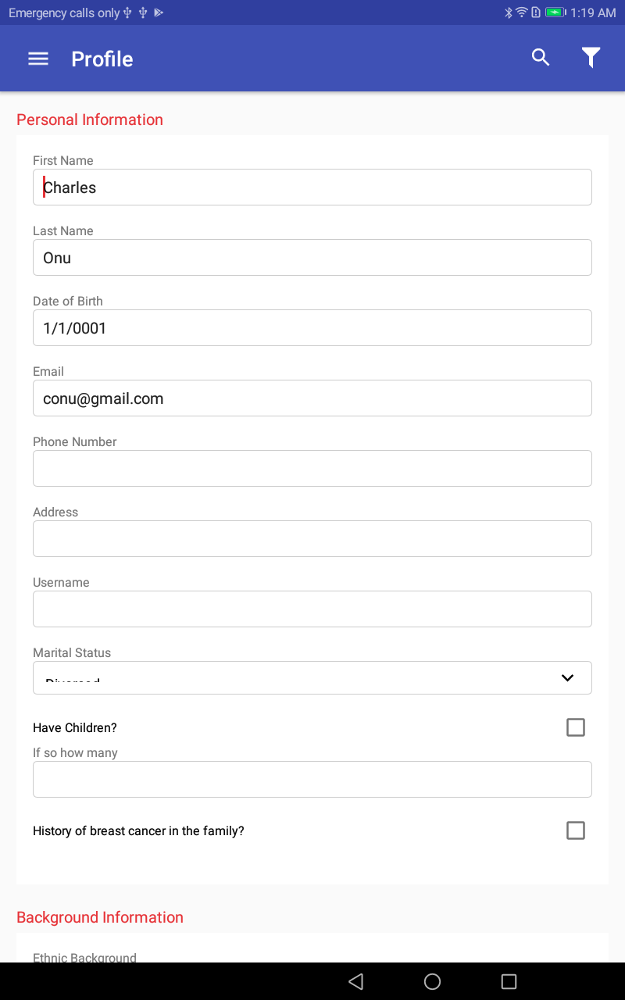 Emergency calls only 1:19 AM
Profile
Personal Information
First Name
Charles
Last Name
Onu
Date of Birth
1/1/0001
Email
conu@gmail.com
Phone Number
Address
Username
Marital Status
Divorced
Have Children?
If so how many
History of breast cancer in the family?
Background Information
Ethnic Background